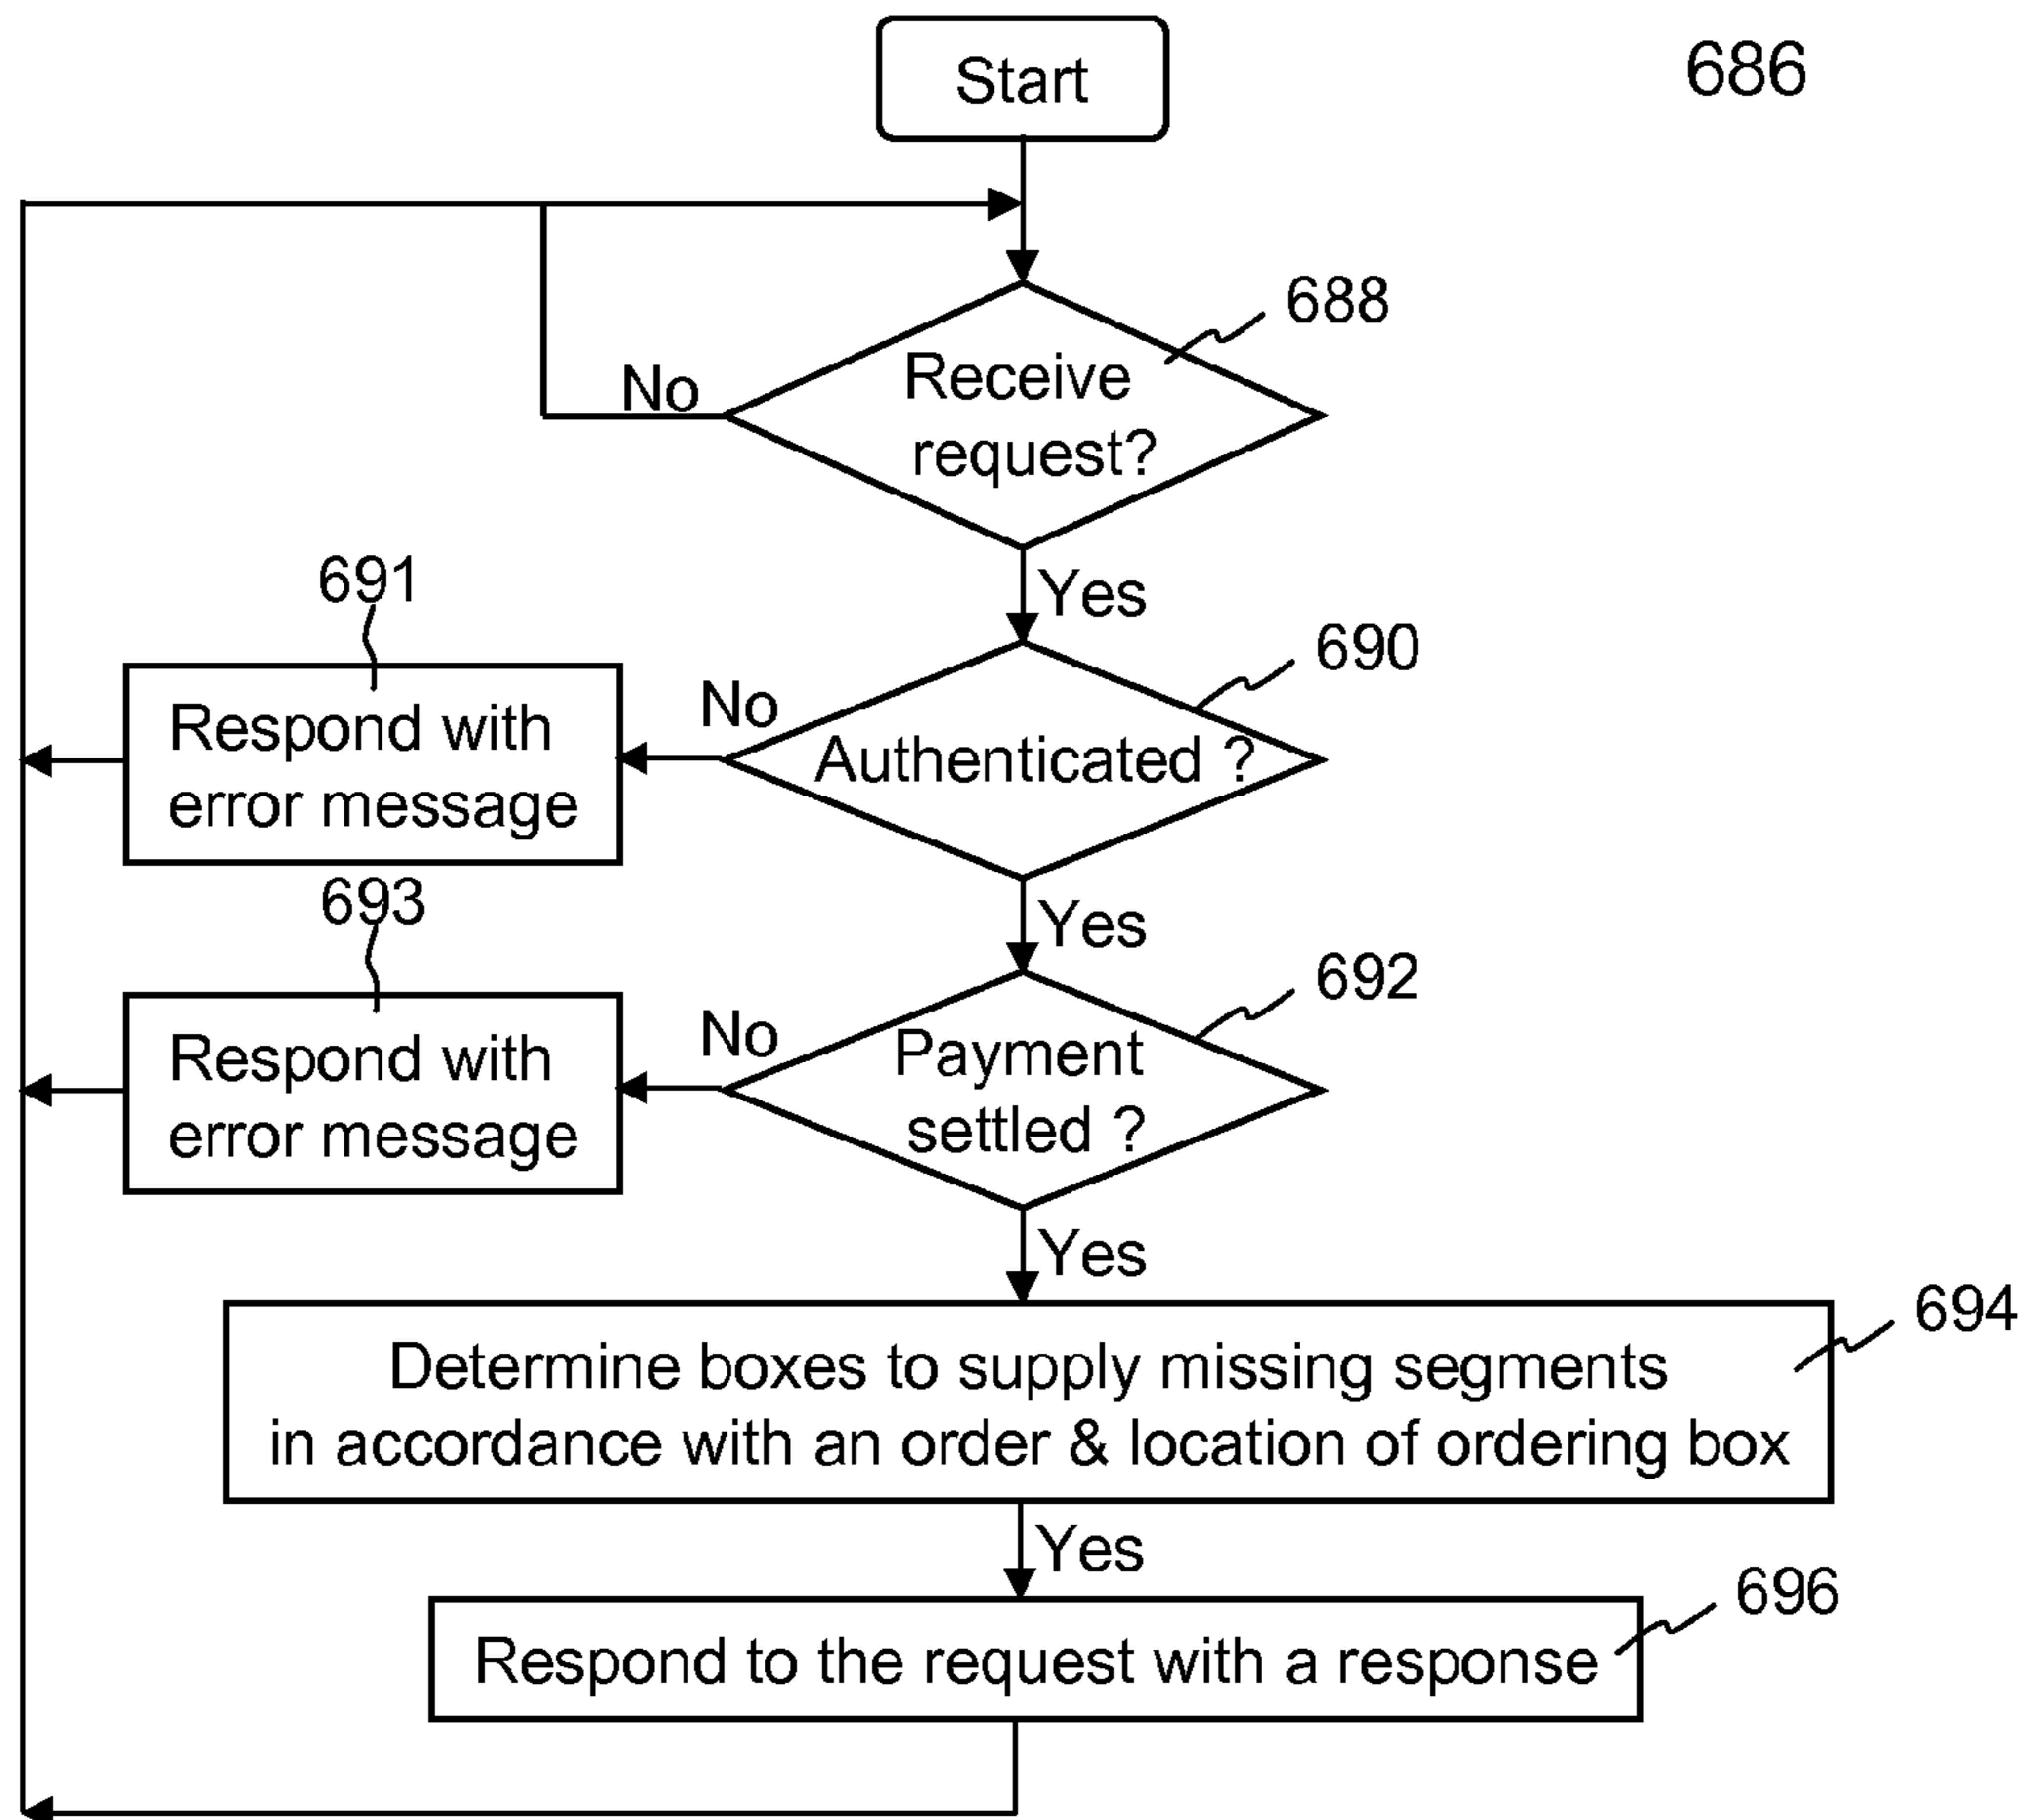 Start
686
688
Receive
request?
No
Yes
691
690
Respond with
error message
No
Authenticated ?
Yes
693
692
Respond with
error message
No
Payment
settled ?
Yes
694
Determine boxes to supply missing segments
in accordance with an order & location of ordering box
Yes
696
Respond to the request with a response